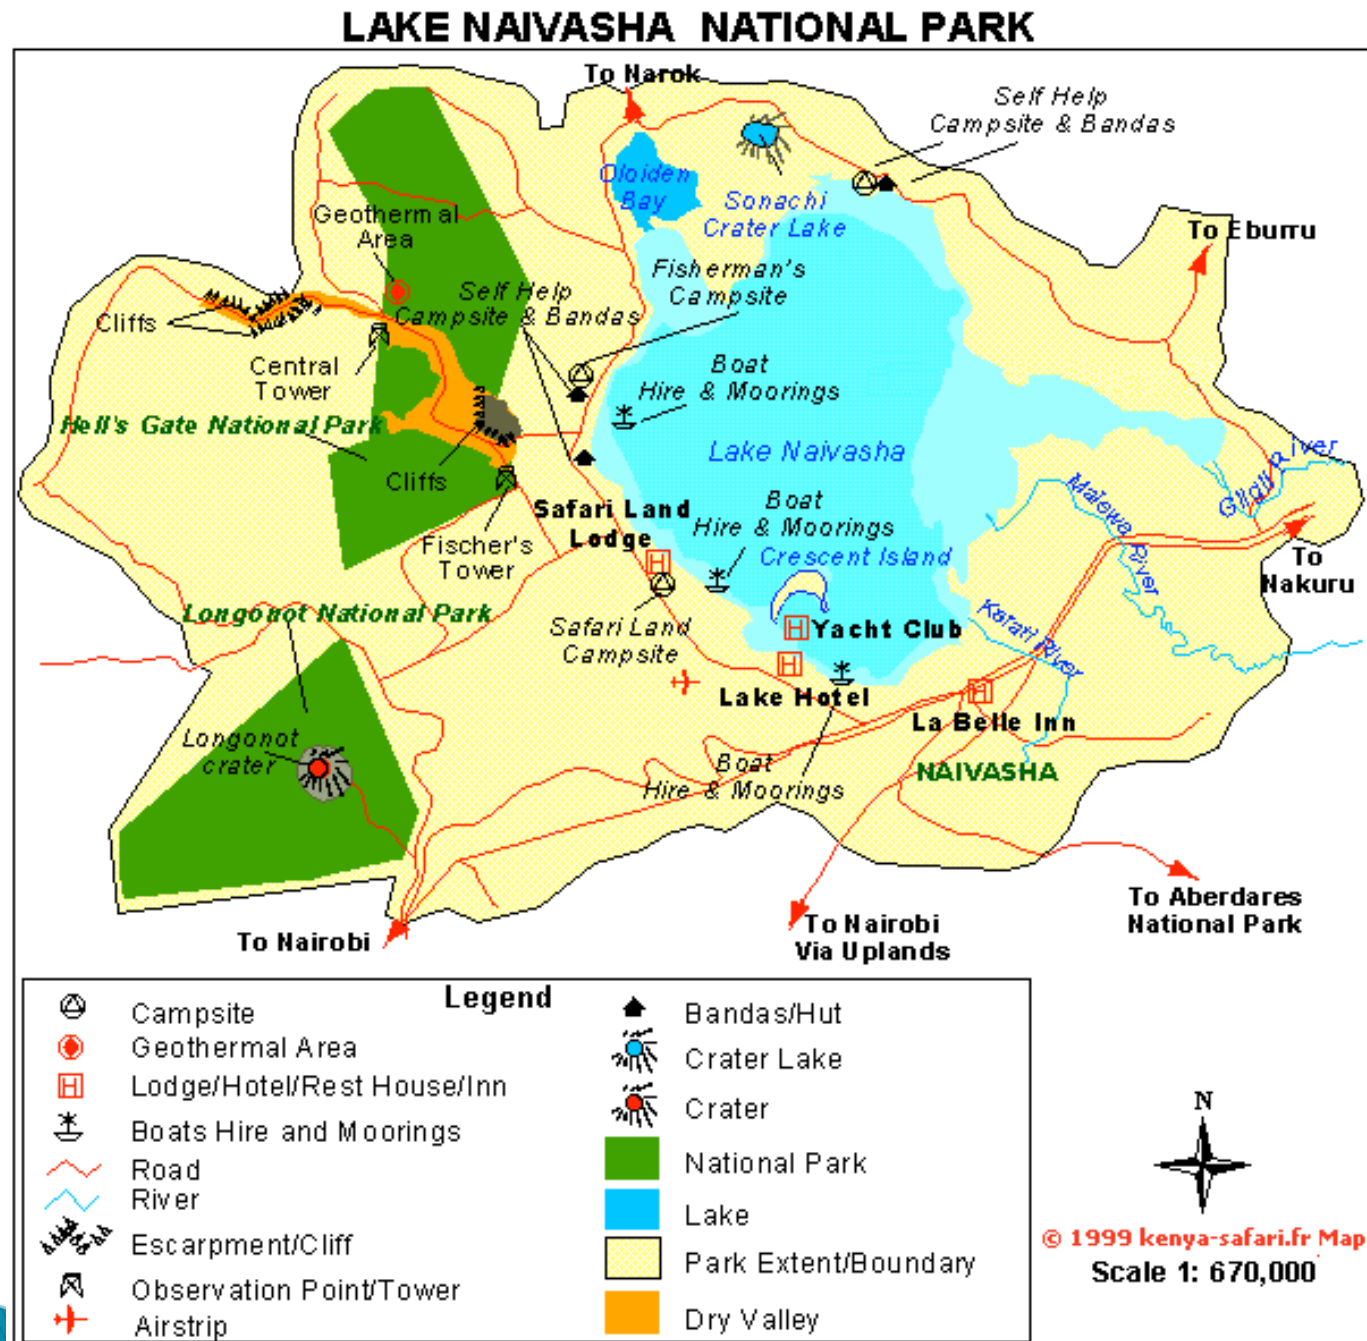 LAKE NAIVASHA NATIONAL PARK
To Narok
Self Help
Campsite & Bandas
Oloiden
Bay
Sonachi
Crater Lake
To Eburru
Geothermal
Area
Fisherman's
Campsite
Self Help
Campsite & Bandas
Cliffs
Central
Tower
Boat
Hire & Moorings
Hell's Gate National Park
Lake Naivasha
Cliffs
Gilgil River
Malewa River
Safari Land
Lodge
Boat
Hire & Moorings
Crescent Island
Fischer's
Tower
To
Nakuru
Longonot National Park
Karari River
Safari Land
Campsite
Yacht Club
Lake Hotel
La Belle Inn
Longonot
crater
Boat
Hire & Moorings
NAIVASHA
To Nairobi
To Nairobi
Via Uplands
To Aberdares
National Park
Legend
Campsite
Geothermal Area
Lodge/Hotel/Rest House/Inn
Boats Hire and Moorings
Road
River
Escarpment/Cliff
Observation Point/Tower
Airstrip
Bandas/Hut
Crater Lake
Crater
National Park
Lake
Park Extent/Boundary
Dry Valley
N
© 1999 kenya-safari.fr Map
Scale 1: 670,000